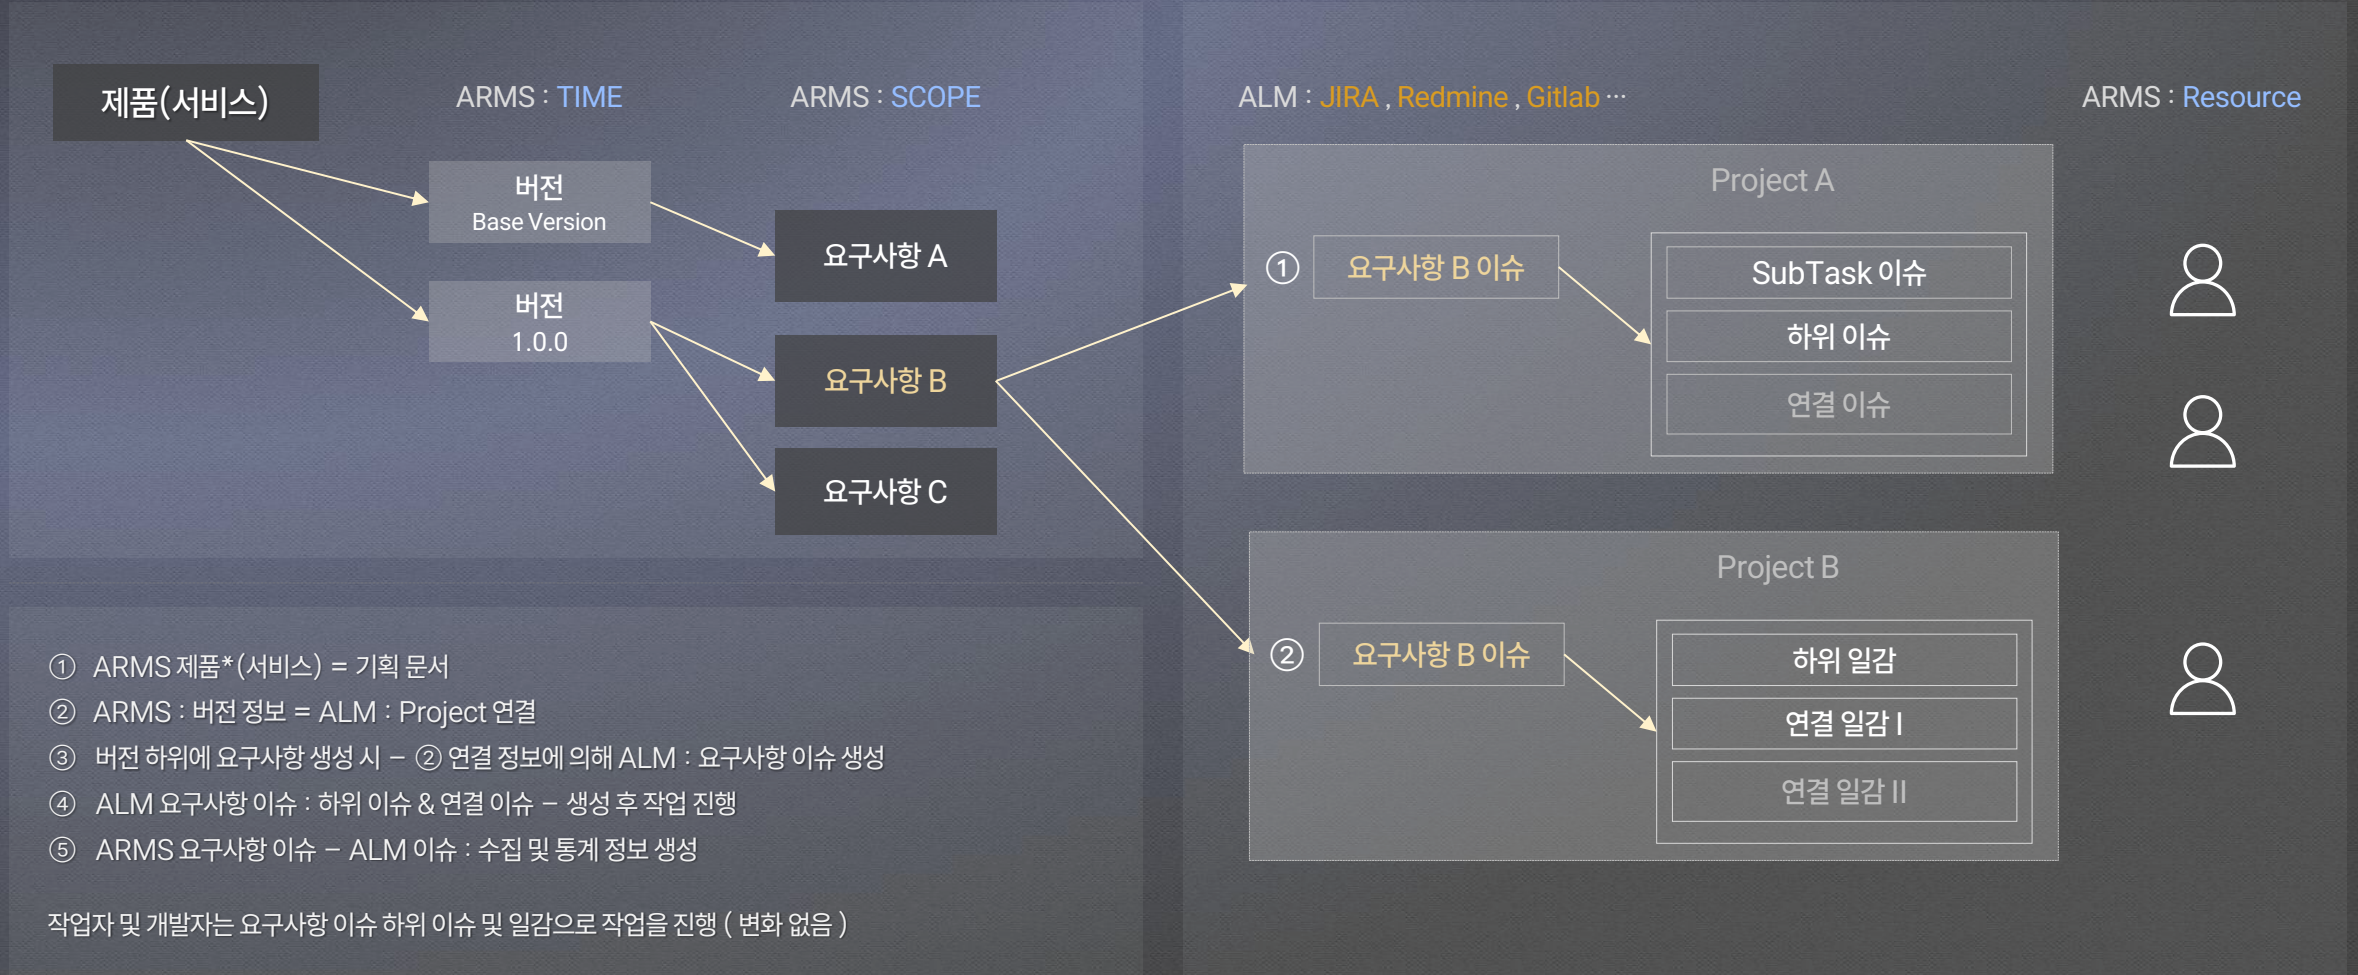 제품(서비스)
ARMS : TIME
ARMS : SCOPE
버전
Base Version
버전
1.0.0
요구사항 A
요구사항 B
요구사항 C
ALM : JIRA , Redmine , Gitlab ···
ARMS : Resource
Project A
① 요구사항 B 이슈
SubTask 이슈
하위 이슈
연결 이슈
Project B
② 요구사항 B 이슈
하위 일감
연결 일감 I
연결 일감 II
① ARMS 제품*(서비스) = 기획 문서
② ARMS : 버전 정보 = ALM : Project 연결
③ 버전 하위에 요구사항 생성 시 – ② 연결 정보에 의해 ALM : 요구사항 이슈 생성
④ ALM 요구사항 이슈 : 하위 이슈 & 연결 이슈 – 생성 후 작업 진행
⑤ ARMS 요구사항 이슈 – ALM 이슈 : 수집 및 통계 정보 생성
작업자 및 개발자는 요구사항 이슈 하위 이슈 및 일감으로 작업을 진행 ( 변화 없음 )